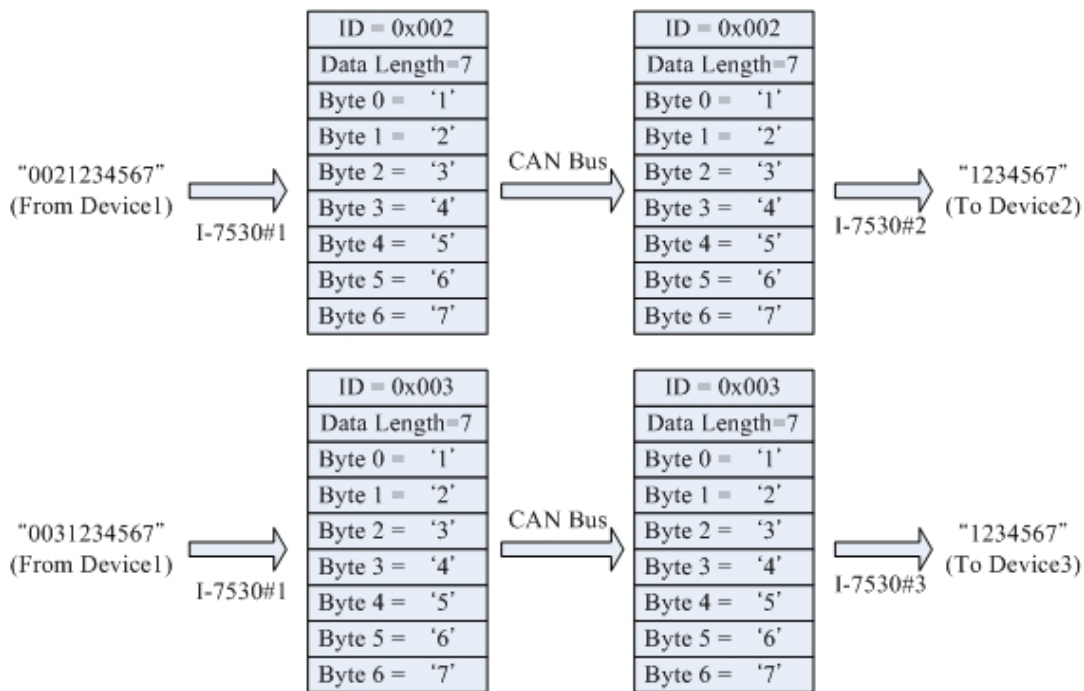 "0021234567"
(From Device1)
I-7530#1
ID = 0x002
Data Length=7
Byte 0 = ‘1’
Byte 1 = ‘2’
Byte 2 = ‘3’
Byte 3 = ‘4’
Byte 4 = ‘5’
Byte 5 = ‘6’
Byte 6 = ‘7’
CAN Bus
ID = 0x002
Data Length=7
Byte 0 = ‘1’
Byte 1 = ‘2’
Byte 2 = ‘3’
Byte 3 = ‘4’
Byte 4 = ‘5’
Byte 5 = ‘6’
Byte 6 = ‘7’
I-7530#2
"1234567"
(To Device2)
"0031234567"
(From Device1)
I-7530#1
ID = 0x003
Data Length=7
Byte 0 = ‘1’
Byte 1 = ‘2’
Byte 2 = ‘3’
Byte 3 = ‘4’
Byte 4 = ‘5’
Byte 5 = ‘6’
Byte 6 = ‘7’
CAN Bus
ID = 0x003
Data Length=7
Byte 0 = ‘1’
Byte 1 = ‘2’
Byte 2 = ‘3’
Byte 3 = ‘4’
Byte 4 = ‘5’
Byte 5 = ‘6’
Byte 6 = ‘7’
I-7530#3
"1234567"
(To Device3)